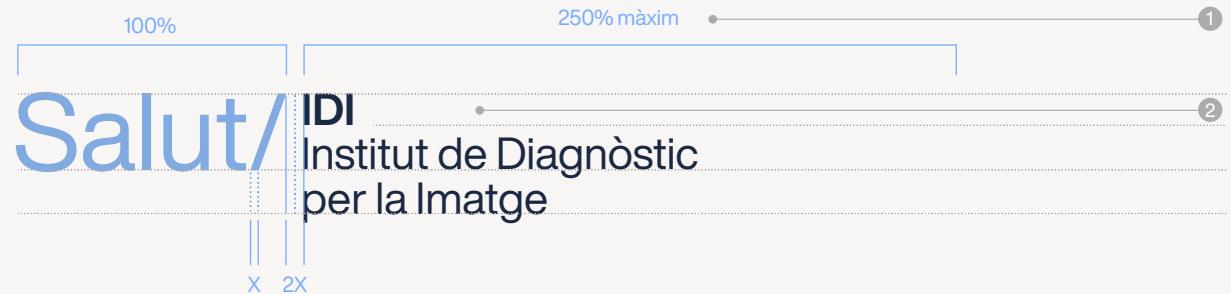 100%
250% màxim
1
Salut/
IDI
2
Institut de Diagnòstic
per la Imatge
X
2X